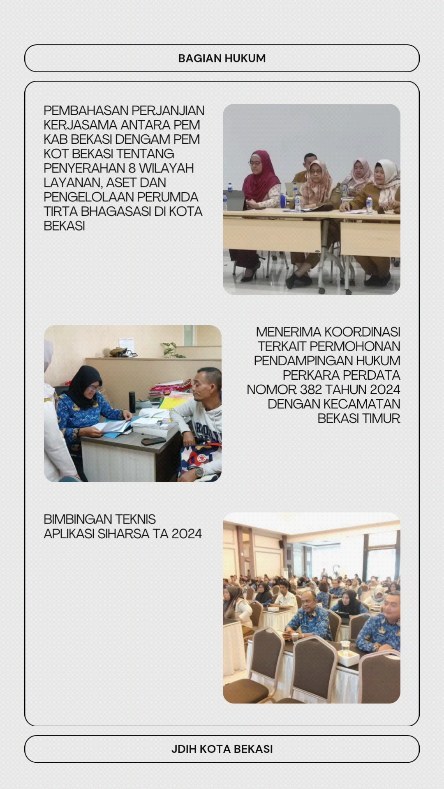 BAGIAN HUKUM
PEMBAHASAN PERJANJIAN
KERJASAMA ANTARA PEM
KAB BEKASI DENGAM PEM
KOT BEKASI TENTANG
PENYERAHAN 8 WILAYAH
LAYANAN, ASET DAN
PENGELOLAAN PERUMDA
TIRTA BHAGASASI DI KOTA
BEKASI
MENERIMA KOORDINASI
TERKAIT PERMOHONAN
PENDAMPINGAN HUKUM
PERKARA PERDATA
NOMOR 382 TAHUN 2024
DENGAN KECAMATAN
BEKASI TIMUR
BIMBINGAN TEKNIS
APLIKASI SIHARSA TA 2024
JDIH KOTA BEKASI